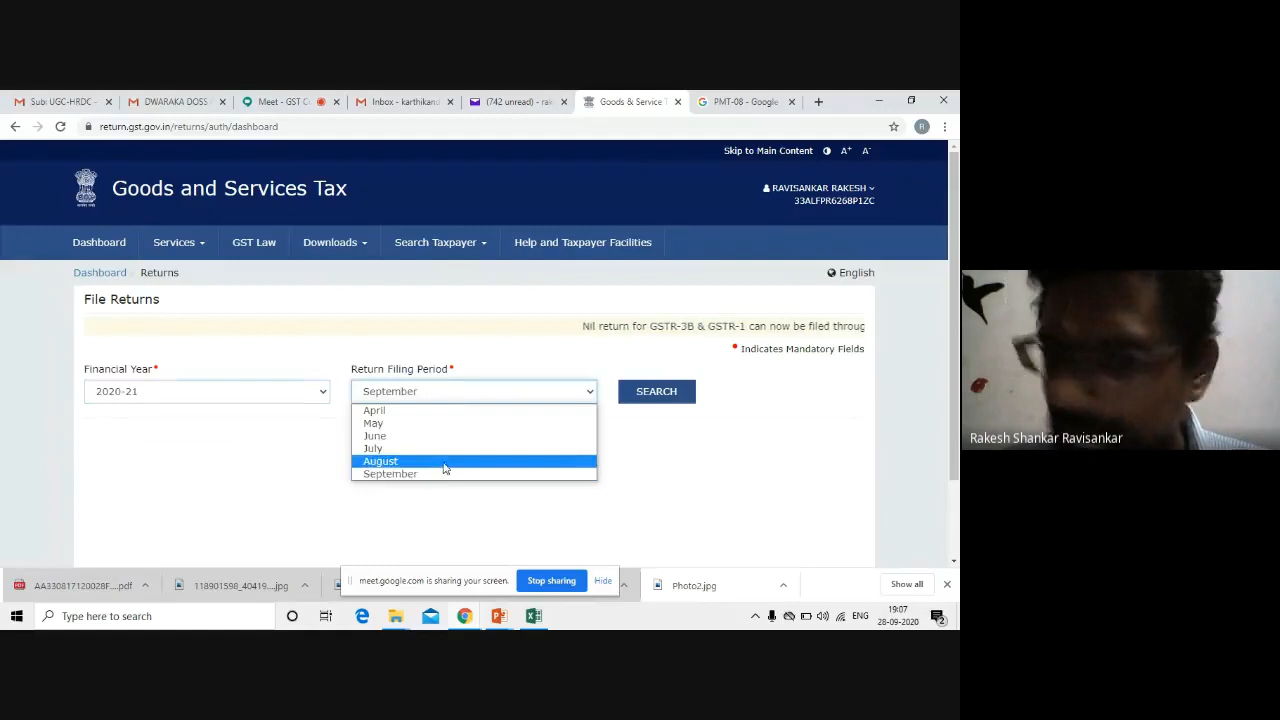 Sub: UGC-HRDC -
DWARAKA DOSS
Meet - GST C
Inbox - karthikand
(742 unread) - rak
Goods & Service T
PMT-08 - Google
return.gst.gov.in/returns/auth/dashboard
Skip to Main Content
A+
A-
Goods and Services Tax
RAVISANKAR RAKESH
33ALFPR6268P1ZC
Dashboard
Services
GST Law
Downloads
Search Taxpayer
Help and Taxpayer Facilities
Dashboard
Returns
English
File Returns
Nil return for GSTR-3B & GSTR-1 can now be filed throug
• Indicates Mandatory Fields
Financial Year•
Return Filing Period•
2020-21
September
SEARCH
April
May
June
July
August
September
Rakesh Shankar Ravisankar
meet.google.com is sharing your screen.
Stop sharing
Hide
AA330817120028F....pdf
118901598_40419....jpg
Photo2.jpg
Show all
Type here to search
ENG
19:07
28-09-2020
2